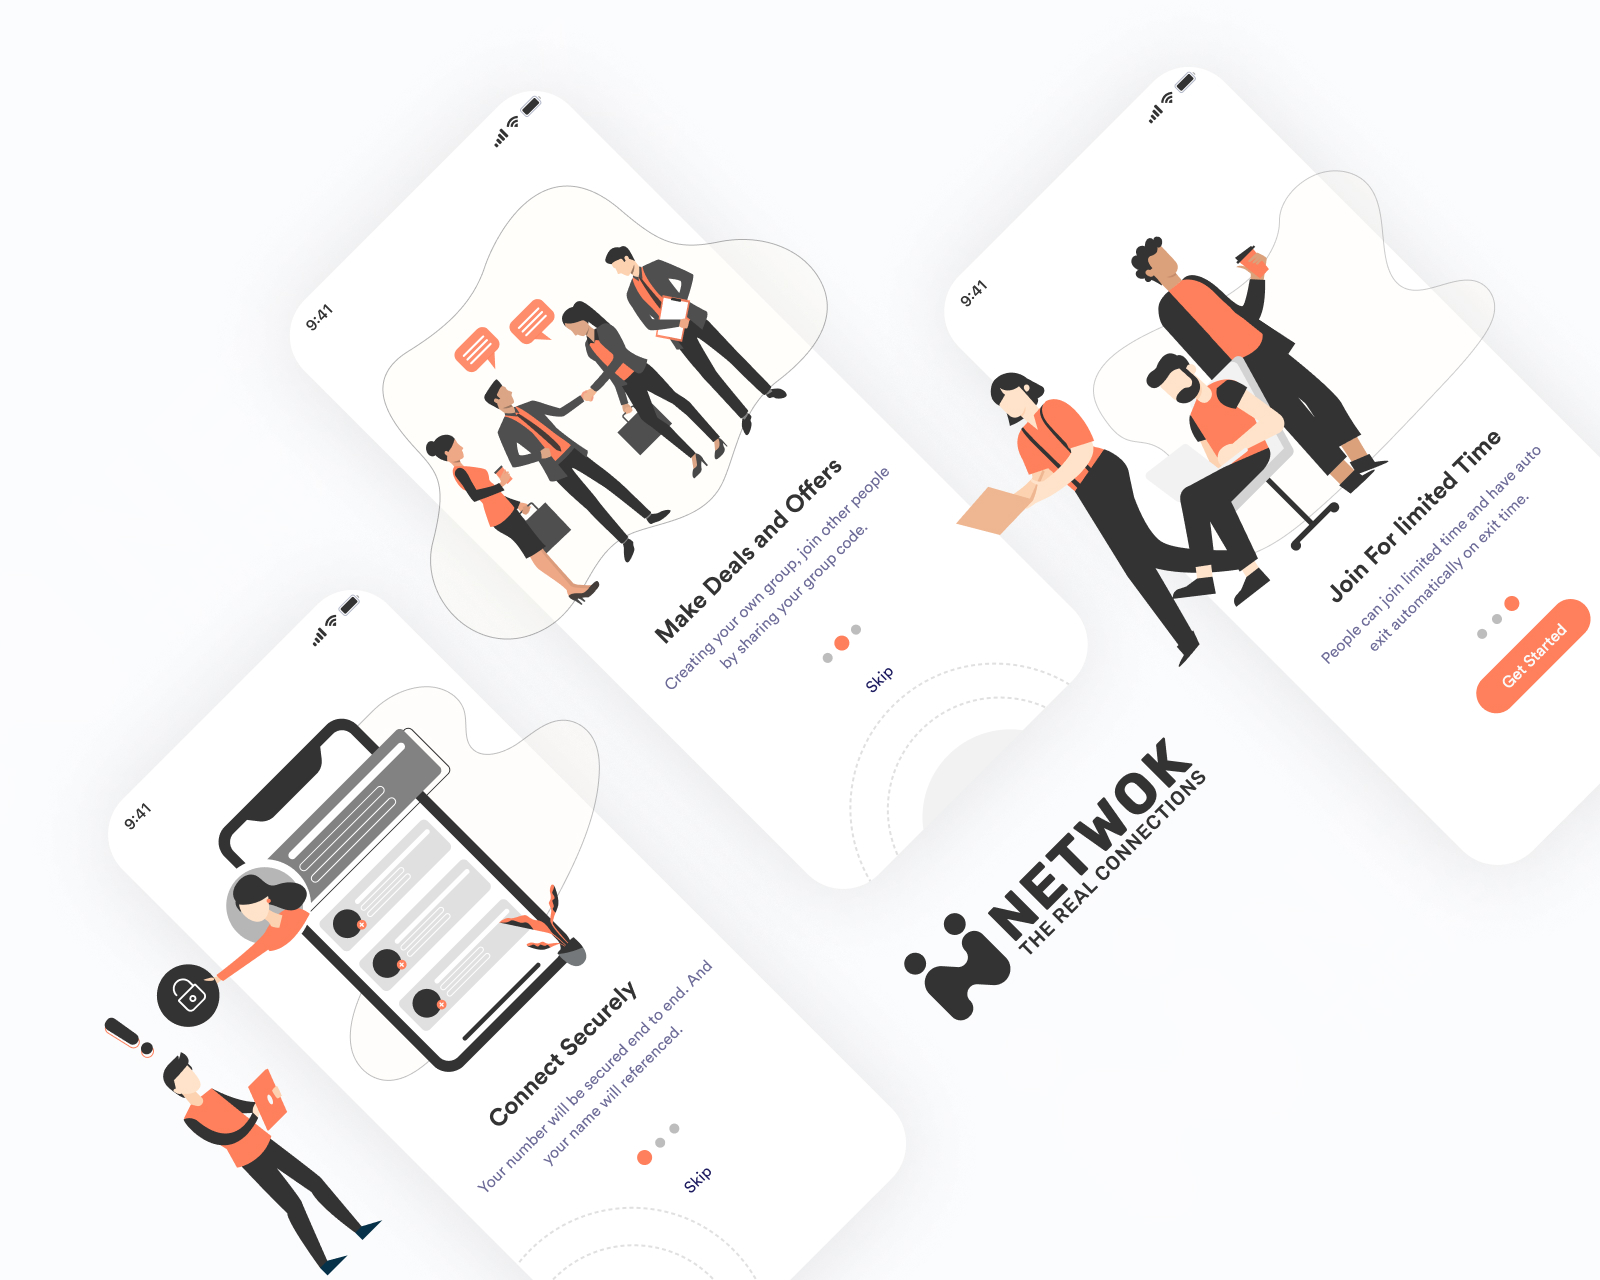 9:41
Make Deals and Offers
Creating your own group, join other people
by sharing your group code.
Skip
9:41
Join For limited Time
People can join limited time and have auto
exit automatically on exit time.
Get Started
9:41
Connect Securely
Your number will be secured end to end. And
your name will referenced.
Skip
NETWOK
THE REAL CONNECTIONS